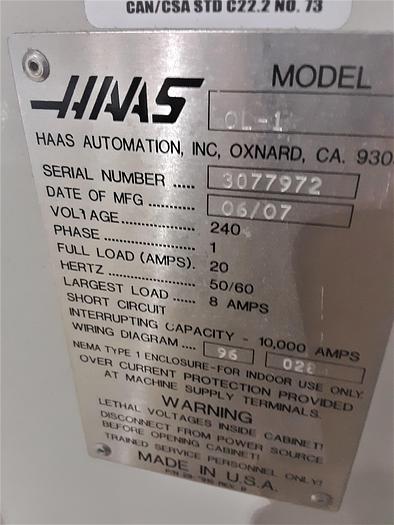 CAN/CSA STD C22.2 NO. 73
HAAS
MODEL
OL-1
HAAS AUTOMATION, INC, OXNARD, CA. 930
SERIAL NUMBER ..... 3077972
DATE OF MFG ..... 06/07
VOLTAGE .................. 240
PHASE ..................... 1
FULL LOAD (AMPS). 20
HERTZ ..................... 50/60
LARGEST LOAD ...... 8 AMPS
SHORT CIRCUIT
INTERRUPTING CAPACITY - 10,000 AMPS
WIRING DIAGRAM .... 96 028
NEMA TYPE 1 ENCLOSURE-FOR INDOOR USE ONLY
OVER CURRENT PROTECTION PROVIDED
AT MACHINE SUPPLY TERMINALS.
WARNING
LETHAL VOLTAGES INSIDE CABINET!
DISCONNECT FROM POWER SOURCE
BEFORE OPENING CABINET!
TRAINED SERVICE PERSONNEL ONLY!
MADE IN U.S.A.